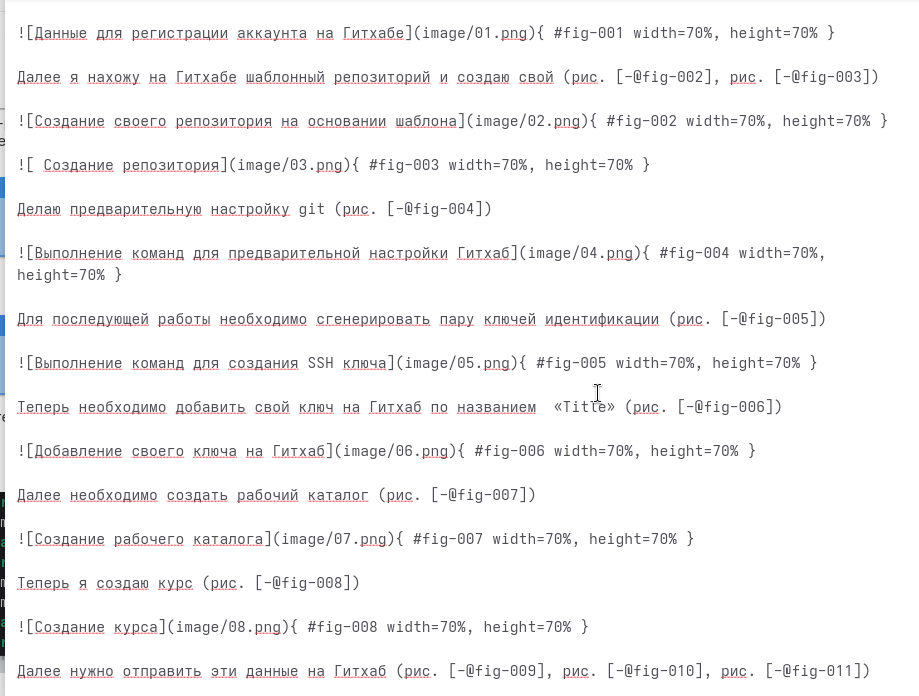 ![Данные для регистрации аккаунта на Гитхабе](image/01.png){ #fig-001 width=70%, height=70% }
Далее я нахожу на Гитхабе шаблонный репозиторий и создаю свой (рис. [-@fig-002], рис. [-@fig-003])
![Создание своего репозитория на основании шаблона](image/02.png){ #fig-002 width=70%, height=70% }
![ Создание репозитория](image/03.png){ #fig-003 width=70%, height=70% }
Делаю предварительную настройку git (рис. [-@fig-004])
![Выполнение команд для предварительной настройки Гитхаб](image/04.png){ #fig-004 width=70%,
height=70% }
Для последующей работы необходимо сгенерировать пару ключей идентификации (рис. [-@fig-005])
![Выполнение команд для создания SSH ключа](image/05.png){ #fig-005 width=70%, height=70% }
Теперь необходимо добавить свой ключ на Гитхаб по названием  «Title» (рис. [-@fig-006])
![Добавление своего ключа на Гитхаб](image/06.png){ #fig-006 width=70%, height=70% }
Далее необходимо создать рабочий каталог (рис. [-@fig-007])
![Создание рабочего каталога](image/07.png){ #fig-007 width=70%, height=70% }
Теперь я создаю курс (рис. [-@fig-008])
![Создание курса](image/08.png){ #fig-008 width=70%, height=70% }
Далее нужно отправить эти данные на Гитхаб (рис. [-@fig-009], рис. [-@fig-010], рис. [-@fig-011])